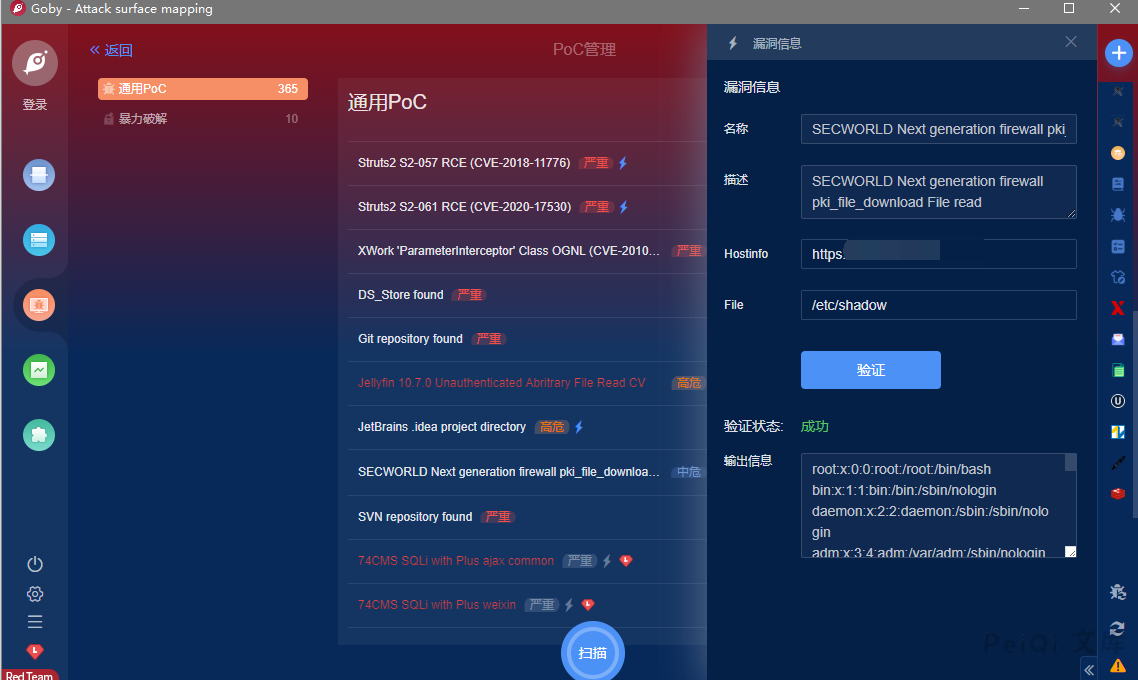 Goby - Attack surface mapping
登录
Red Team
« 返回
PoC管理
通用PoC 365
暴力破解 10
通用PoC
Struts2 S2-057 RCE (CVE-2018-11776) 严重
Struts2 S2-061 RCE (CVE-2020-17530) 严重
XWork 'ParameterInterceptor' Class OGNL (CVE-2010... 严重
DS_Store found 严重
Git repository found 严重
Jellyfin 10.7.0 Unauthenticated Abritrary File Read CV 高危
JetBrains .idea project directory 高危
SECWORLD Next generation firewall pki_file_downloa... 中危
SVN repository found 严重
74CMS SQLi with Plus ajax common 严重
74CMS SQLi with Plus weixin 严重
扫描
漏洞信息
漏洞信息
名称 SECWORLD Next generation firewall pki_
描述 SECWORLD Next generation firewall
pki_file_download File read
Hostinfo https:
File /etc/shadow
验证
验证状态: 成功
输出信息 root:x:0:0:root:/root:/bin/bash
bin:x:1:1:bin:/bin:/sbin/nologin
daemon:x:2:2:daemon:/sbin:/sbin/nolo
gin
adm:x:3:4:adm:/var/adm:/sbin/nologin
PeiQi 文库